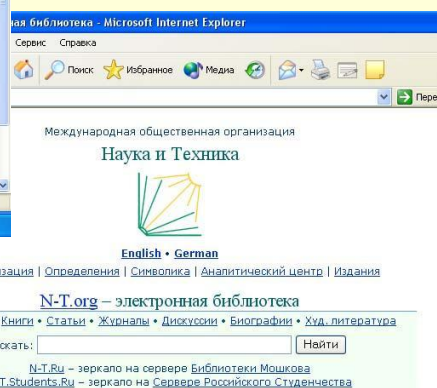 ная библиотека - Microsoft Internet Explorer
Сервис Справка
Поиск Избранное Медиа
Пере
Международная общественная организация
Наука и Техника
English • German
зация | Определения | Символика | Аналитический центр | Издания
N-T.org – электронная библиотека
Книги • Статьи • Журналы • Дискуссии • Биографии • Худ. литература
скать: Найти
N-T.Ru – зеркало на сервере Библиотеки Мошкова
T.Students.Ru – зеркало на Сервере Российского Студенчества